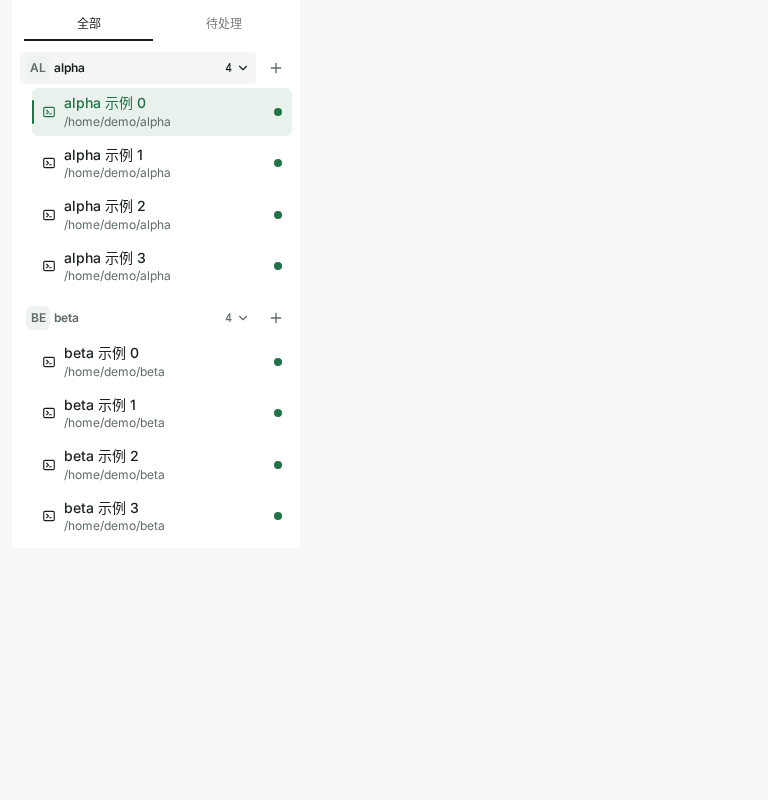 全部 待处理
AL alpha 4
alpha 示例 0
/home/demo/alpha
alpha 示例 1
/home/demo/alpha
alpha 示例 2
/home/demo/alpha
alpha 示例 3
/home/demo/alpha
BE beta 4
beta 示例 0
/home/demo/beta
beta 示例 1
/home/demo/beta
beta 示例 2
/home/demo/beta
beta 示例 3
/home/demo/beta